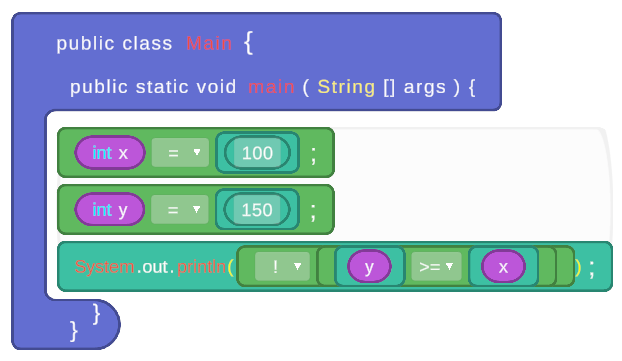 public class Main {
public static void main ( String [] args ) {
int x = ▼ 100 ;
int y = ▼ 150 ;
System.out.println( ! ▼ y >= ▼ x ) ;
}
}